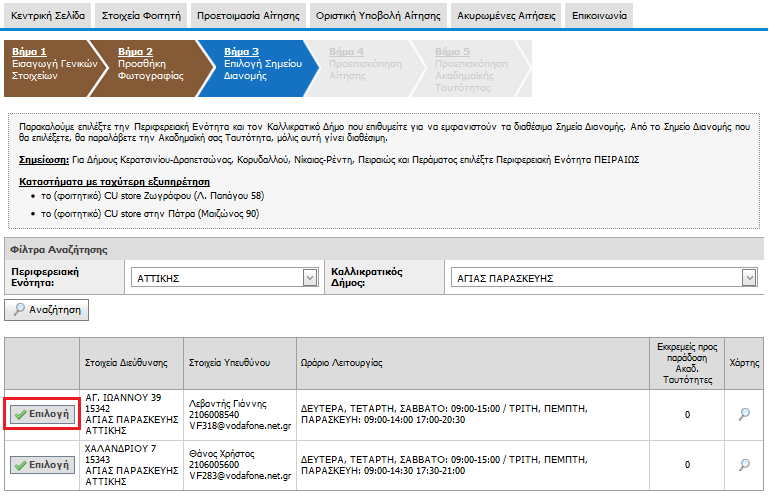 Κεντρική Σελίδα Στοιχεία Φοιτητή Προετοιμασία Αίτησης Οριστική Υποβολή Αίτησης Ακυρωμένες Αιτήσεις Επικοινωνία
Βήμα 1 Βήμα 2 Βήμα 3 Βήμα 4 Βήμα 5
Εισαγωγή Γενικών Προσθήκη Επιλογή Σημείου Προεπισκόπηση Προεπισκόπηση
Στοιχείων Φωτογραφίας Διανομής Αίτησης Ακαδημαϊκής
Ταυτότητας
Παρακαλούμε επιλέξτε την Περιφερειακή Ενότητα και τον Καλλικρατικό Δήμο που επιθυμείτε για να εμφανιστούν τα διαθέσιμα Σημεία Διανομής. Από το Σημείο Διανομής που
θα επιλέξετε, θα παραλάβετε την Ακαδημαϊκή σας Ταυτότητα, μόλις αυτή γίνει διαθέσιμη.
Σημείωση: Για Δήμους Κερατσινίου-Δραπετσώνας, Κορυδαλλού, Νίκαιας-Ρέντη, Πειραιώς και Περάματος επιλέξτε Περιφερειακή Ενότητα ΠΕΙΡΑΙΩΣ
Καταστήματα με ταχύτερη εξυπηρέτηση
• το (φοιτητικό) CU store Ζωγράφου (Λ. Παπάγου 58)
• το (φοιτητικό) CU store στην Πάτρα (Μαιζώνος 90)
Φίλτρα Αναζήτησης
Περιφερειακή Ενότητα: ΑΤΤΙΚΗΣ Καλλικρατικός Δήμος: ΑΓΙΑΣ ΠΑΡΑΣΚΕΥΗΣ
Αναζήτηση
Στοιχεία Διεύθυνσης Στοιχεία Υπευθύνου Ωράριο Λειτουργίας Εκκρεμείς προς παράδοση Ακαδ. Ταυτότητες Χάρτης
Επιλογή
ΑΓ. ΙΩΑΝΝΟΥ 39
15342
ΑΓΙΑΣ ΠΑΡΑΣΚΕΥΗΣ
ΑΤΤΙΚΗΣ
Λεβαντής Γιάννης
2106008540
VF318@vodafone.net.gr
ΔΕΥΤΕΡΑ, ΤΕΤΑΡΤΗ, ΣΑΒΒΑΤΟ: 09:00-15:00 / ΤΡΙΤΗ, ΠΕΜΠΤΗ,
ΠΑΡΑΣΚΕΥΗ: 09:00-14:00 17:00-20:30
0
Επιλογή
ΧΑΛΑΝΔΡΙΟΥ 7
15343
ΑΓΙΑΣ ΠΑΡΑΣΚΕΥΗΣ
ΑΤΤΙΚΗΣ
Θάνος Χρήστος
2106005600
VF283@vodafone.net.gr
ΔΕΥΤΕΡΑ, ΤΕΤΑΡΤΗ, ΣΑΒΒΑΤΟ: 09:00-15:00 / ΤΡΙΤΗ, ΠΕΜΠΤΗ,
ΠΑΡΑΣΚΕΥΗ: 09:00-14:30 17:30-21:00
0